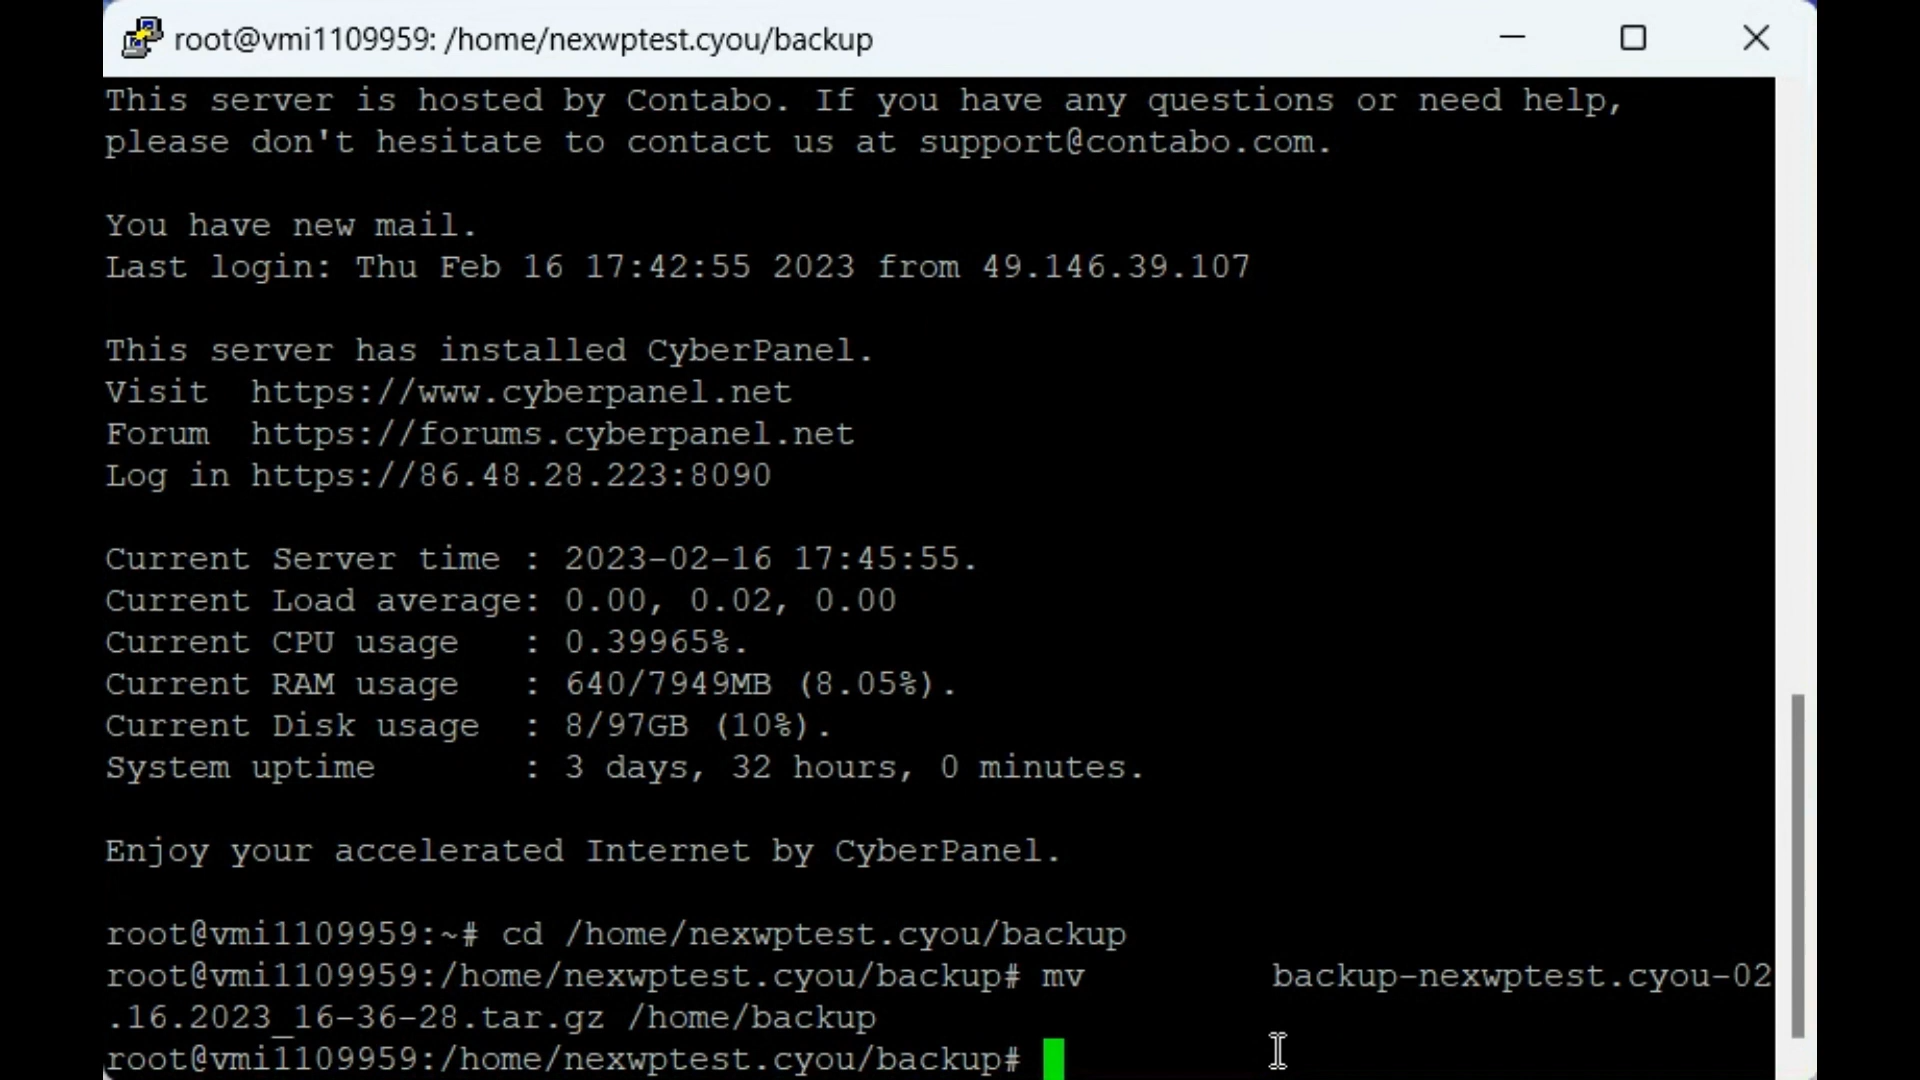 root@vmi1109959: /home/nexwptest.cyou/backup
This server is hosted by Contabo. If you have any questions or need help,
please don't hesitate to contact us at support@contabo.com.
You have new mail.
Last login: Thu Feb 16 17:42:55 2023 from 49.146.39.107
This server has installed CyberPanel.
Visit  https://www.cyberpanel.net
Forum  https://forums.cyberpanel.net
Log in https://86.48.28.223:8090
Current Server time : 2023-02-16 17:45:55.
Current Load average: 0.00, 0.02, 0.00
Current CPU usage   : 0.39965%.
Current RAM usage   : 640/7949MB (8.05%).
Current Disk usage  : 8/97GB (10%).
System uptime       : 3 days, 32 hours, 0 minutes.
Enjoy your accelerated Internet by CyberPanel.
root@vmi1109959:~# cd /home/nexwptest.cyou/backup
root@vmi1109959:/home/nexwptest.cyou/backup# mv         backup-nexwptest.cyou-02
.16.2023_16-36-28.tar.gz /home/backup
root@vmi1109959:/home/nexwptest.cyou/backup#